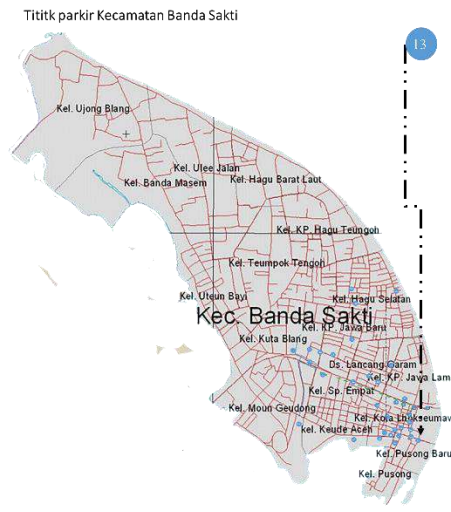 Tititk parkir Kecamatan Banda Sakti
13
Kel. Ujong Blang
Kel. Ulee Jalan
Kel. Banda Masem
Kel. Hagu Barat Laut
Kel. KP. Hagu Teungoh
Kel. Teumpok Tengoh
Kel. Uteun Bayi
Kel. Hagu Selatan
Kec. Banda Sakti
Kel. KP. Jawa Baru
Kel. Kuta Blang
Ds. Lancang Garam
Kel. KP. Jawa Lam
Kel. Sp. Empat
Kel. Moun Geudong
Kel. Kota Lhokseumaw
kel. Keude Aceh
Kel. Pusong Baru
Kel. Pusong